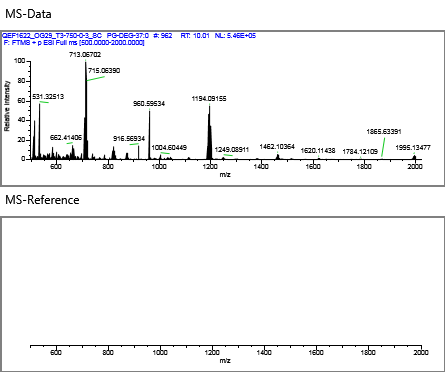 MS-Data
QEF1622_OG29_T3-750-0-3_8C PG-DEG-37:0 #: 962 RT: 10.01 NL: 5.46E+05
F: FTMS + p ESI Full ms [500.0000-2000.0000]
713.06702
100
715.06390
80
531.32513
960.59534
1194.09155
60
Relative Intensity
40
662.41406
916.56934
1004.60449
1249.08911
1462.10364
1620.11438
1784.12109
1865.63391
1995.13477
20
0
600 800 1000 1200 1400 1600 1800 2000
m/z
MS-Reference
600 800 1000 1200 1400 1600 1800 2000
m/z